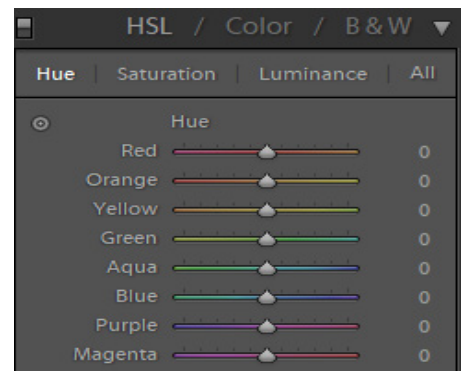 HSL / Color / B & W
Hue | Saturation | Luminance | All
Hue
Red 0
Orange 0
Yellow 0
Green 0
Aqua 0
Blue 0
Purple 0
Magenta 0